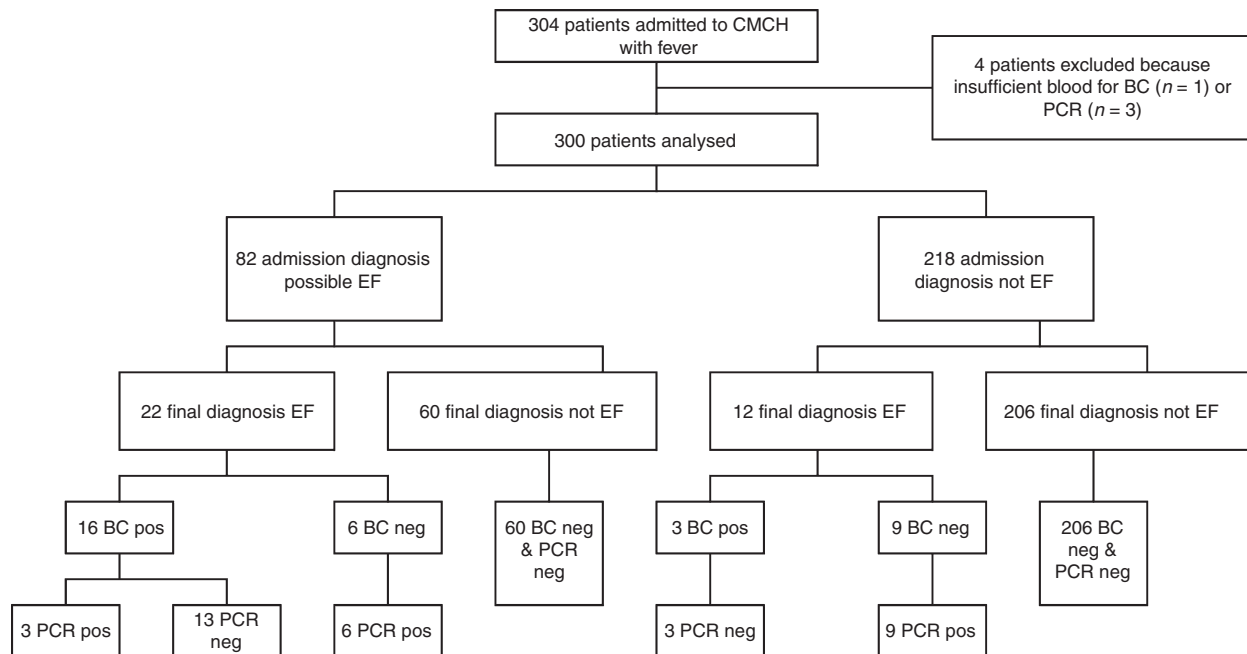 304 patients admitted to CMCH
with fever
4 patients excluded because
insufficient blood for BC (n = 1) or
PCR (n = 3)
300 patients analysed
82 admission diagnosis
possible EF
218 admission
diagnosis not EF
22 final diagnosis EF
60 final diagnosis not EF
12 final diagnosis EF
206 final diagnosis not EF
16 BC pos
6 BC neg
60 BC neg
& PCR
neg
3 BC pos
9 BC neg
206 BC
neg &
PCR neg
3 PCR pos
13 PCR
neg
6 PCR pos
3 PCR neg
9 PCR pos